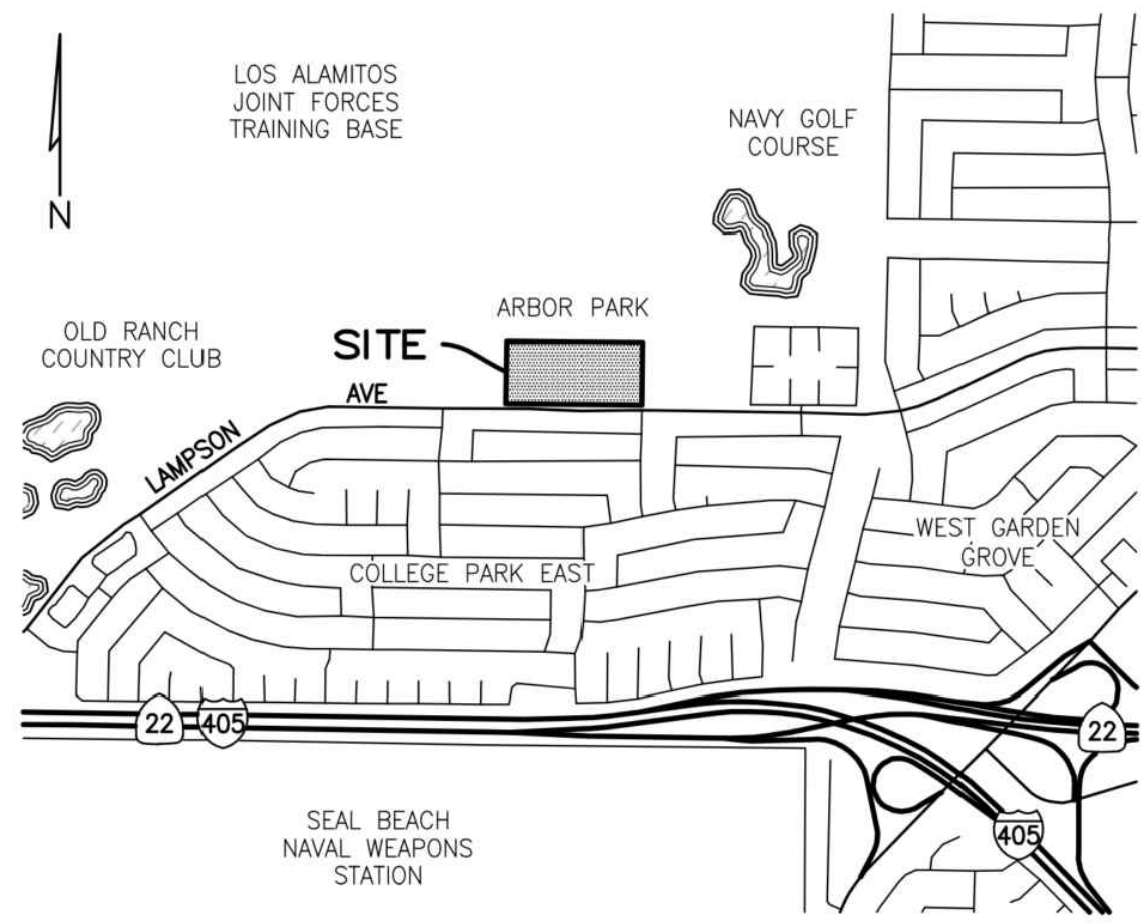 LOS ALAMITOS
JOINT FORCES
TRAINING BASE
NAVY GOLF
COURSE
N
ARBOR PARK
OLD RANCH
COUNTRY CLUB
SITE
AVE
LAMPSON
WEST GARDEN
GROVE
COLLEGE PARK EAST
22
405
22
405
SEAL BEACH
NAVAL WEAPONS
STATION